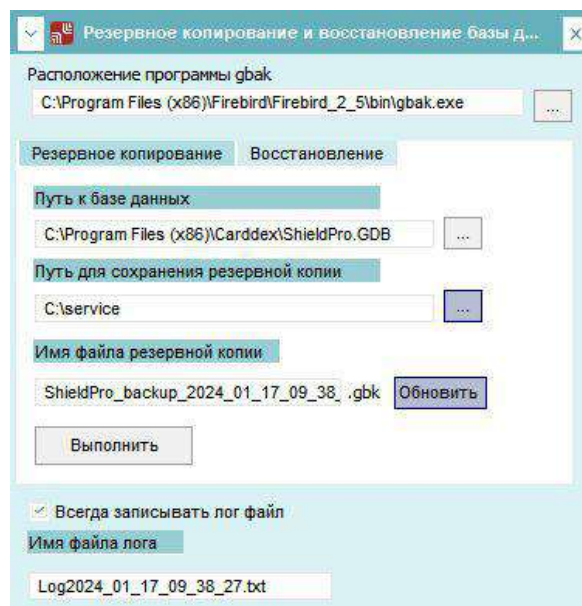 Резервное копирование и восстановление базы д...
Расположение программы gbak
C:\Program Files (x86)\Firebird\Firebird_2_5\bin\gbak.exe ...
Резервное копирование Восстановление
Путь к базе данных
C:\Program Files (x86)\Carddex\ShieldPro.GDB ...
Путь для сохранения резервной копии
C:\service ...
Имя файла резервной копии
ShieldPro_backup_2024_01_17_09_38_ .gbk Обновить
Выполнить
Всегда записывать лог файл
Имя файла лога
Log2024_01_17_09_38_27.txt